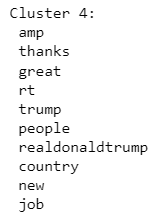 Cluster 4:
amp
thanks
great
rt
trump
people
realdonaldtrump
country
new
job